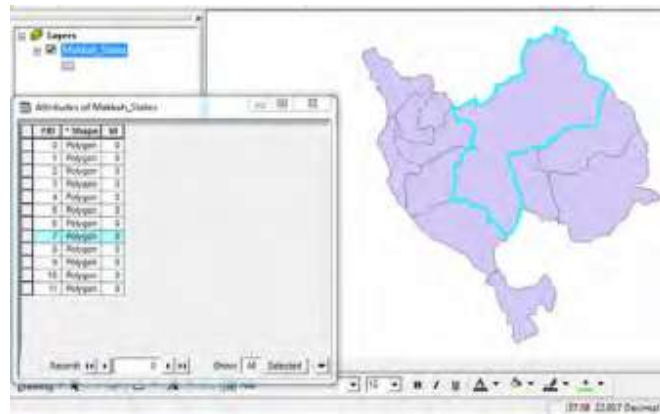 Layers
Makkah_States
Attributes of Makkah_States
FID * Shape Id
0 Polygon 0
1 Polygon 0
2 Polygon 0
3 Polygon 0
4 Polygon 0
5 Polygon 0
6 Polygon 0
7 Polygon 0
8 Polygon 0
9 Polygon 0
10 Polygon 0
11 Polygon 0
Record: 0 Show: All Selected
10 B I U A